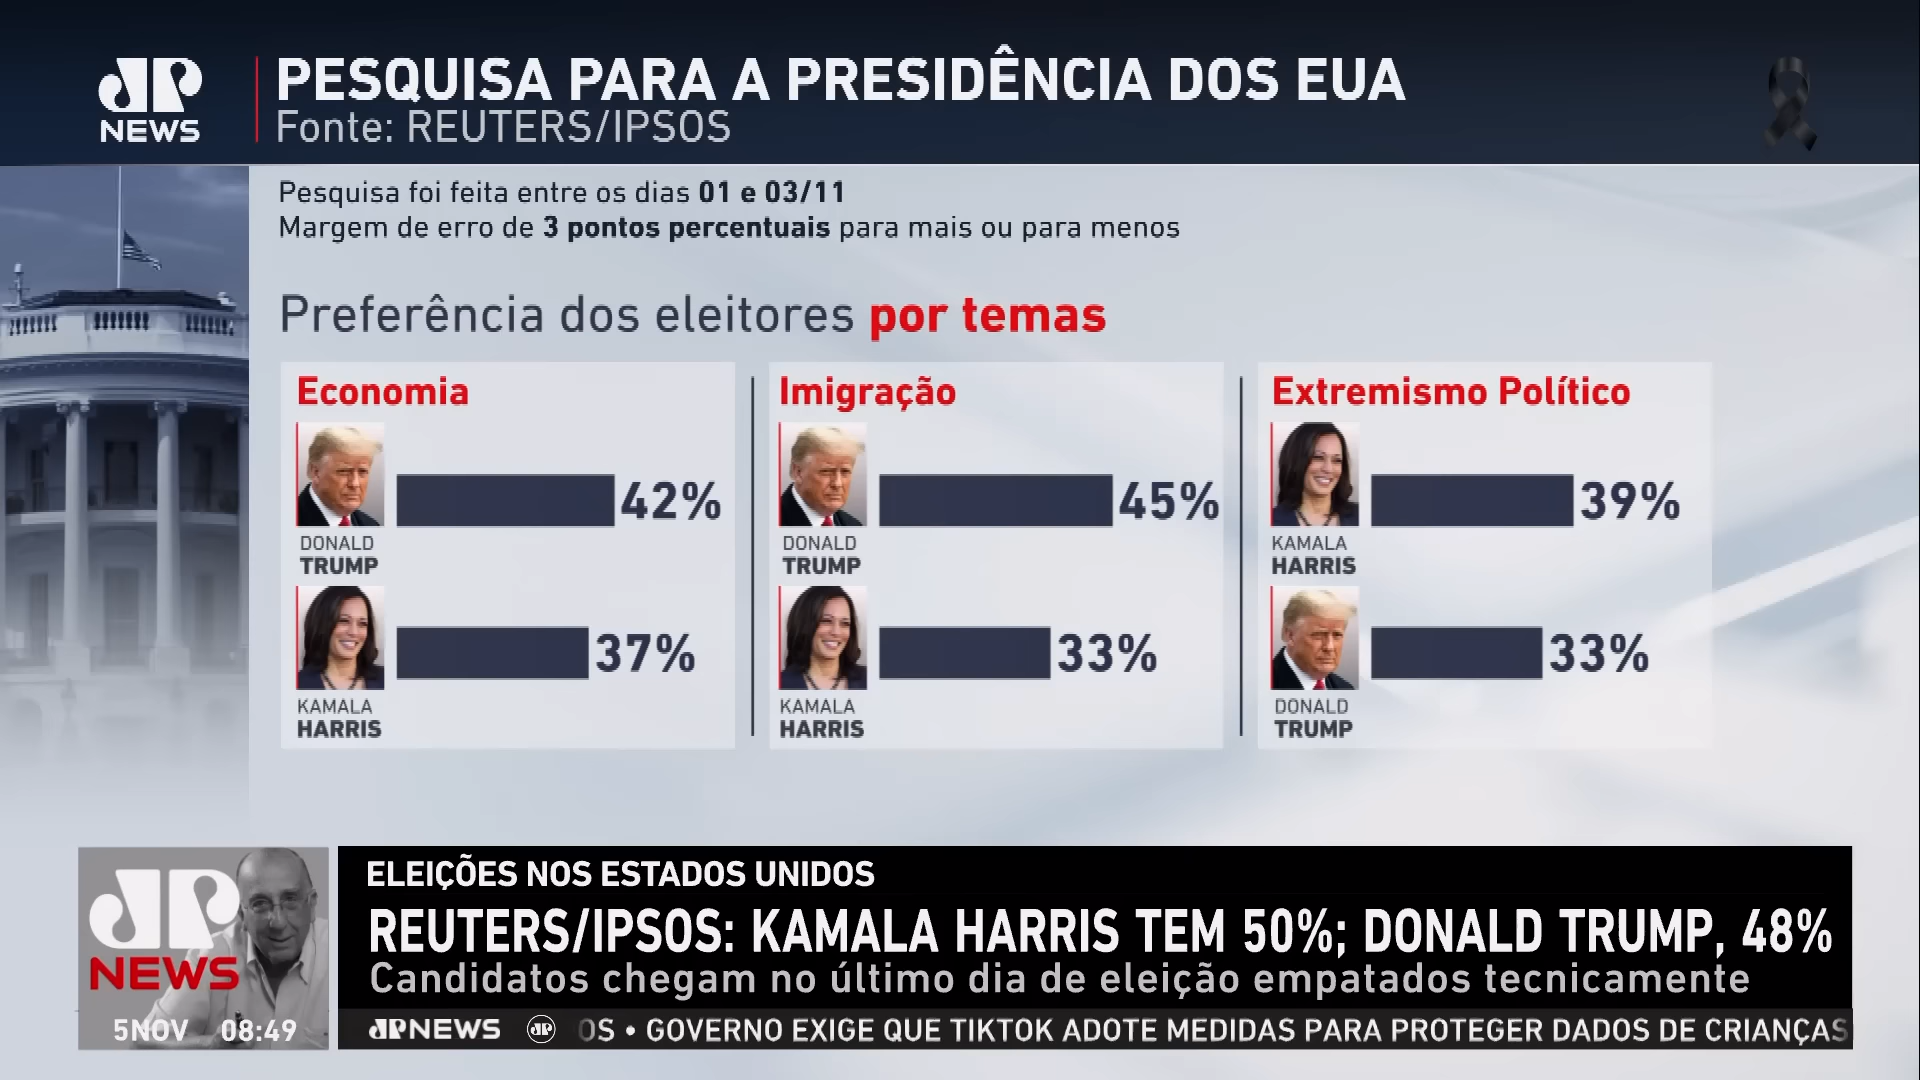 JP
NEWS
PESQUISA PARA A PRESIDÊNCIA DOS EUA
Fonte: REUTERS/IPSOS
Pesquisa foi feita entre os dias 01 e 03/11
Margem de erro de 3 pontos percentuais para mais ou para menos
Preferência dos eleitores por temas
Economia
42%
DONALD
TRUMP
37%
KAMALA
HARRIS
Imigração
45%
DONALD
TRUMP
33%
KAMALA
HARRIS
Extremismo Político
39%
KAMALA
HARRIS
33%
DONALD
TRUMP
JP
NEWS
5NOV 08:49
ELEIÇÕES NOS ESTADOS UNIDOS
REUTERS/IPSOS: KAMALA HARRIS TEM 50%; DONALD TRUMP, 48%
Candidatos chegam no último dia de eleição empatados tecnicamente
JPNEWS JP OS • GOVERNO EXIGE QUE TIKTOK ADOTE MEDIDAS PARA PROTEGER DADOS DE CRIANÇAS